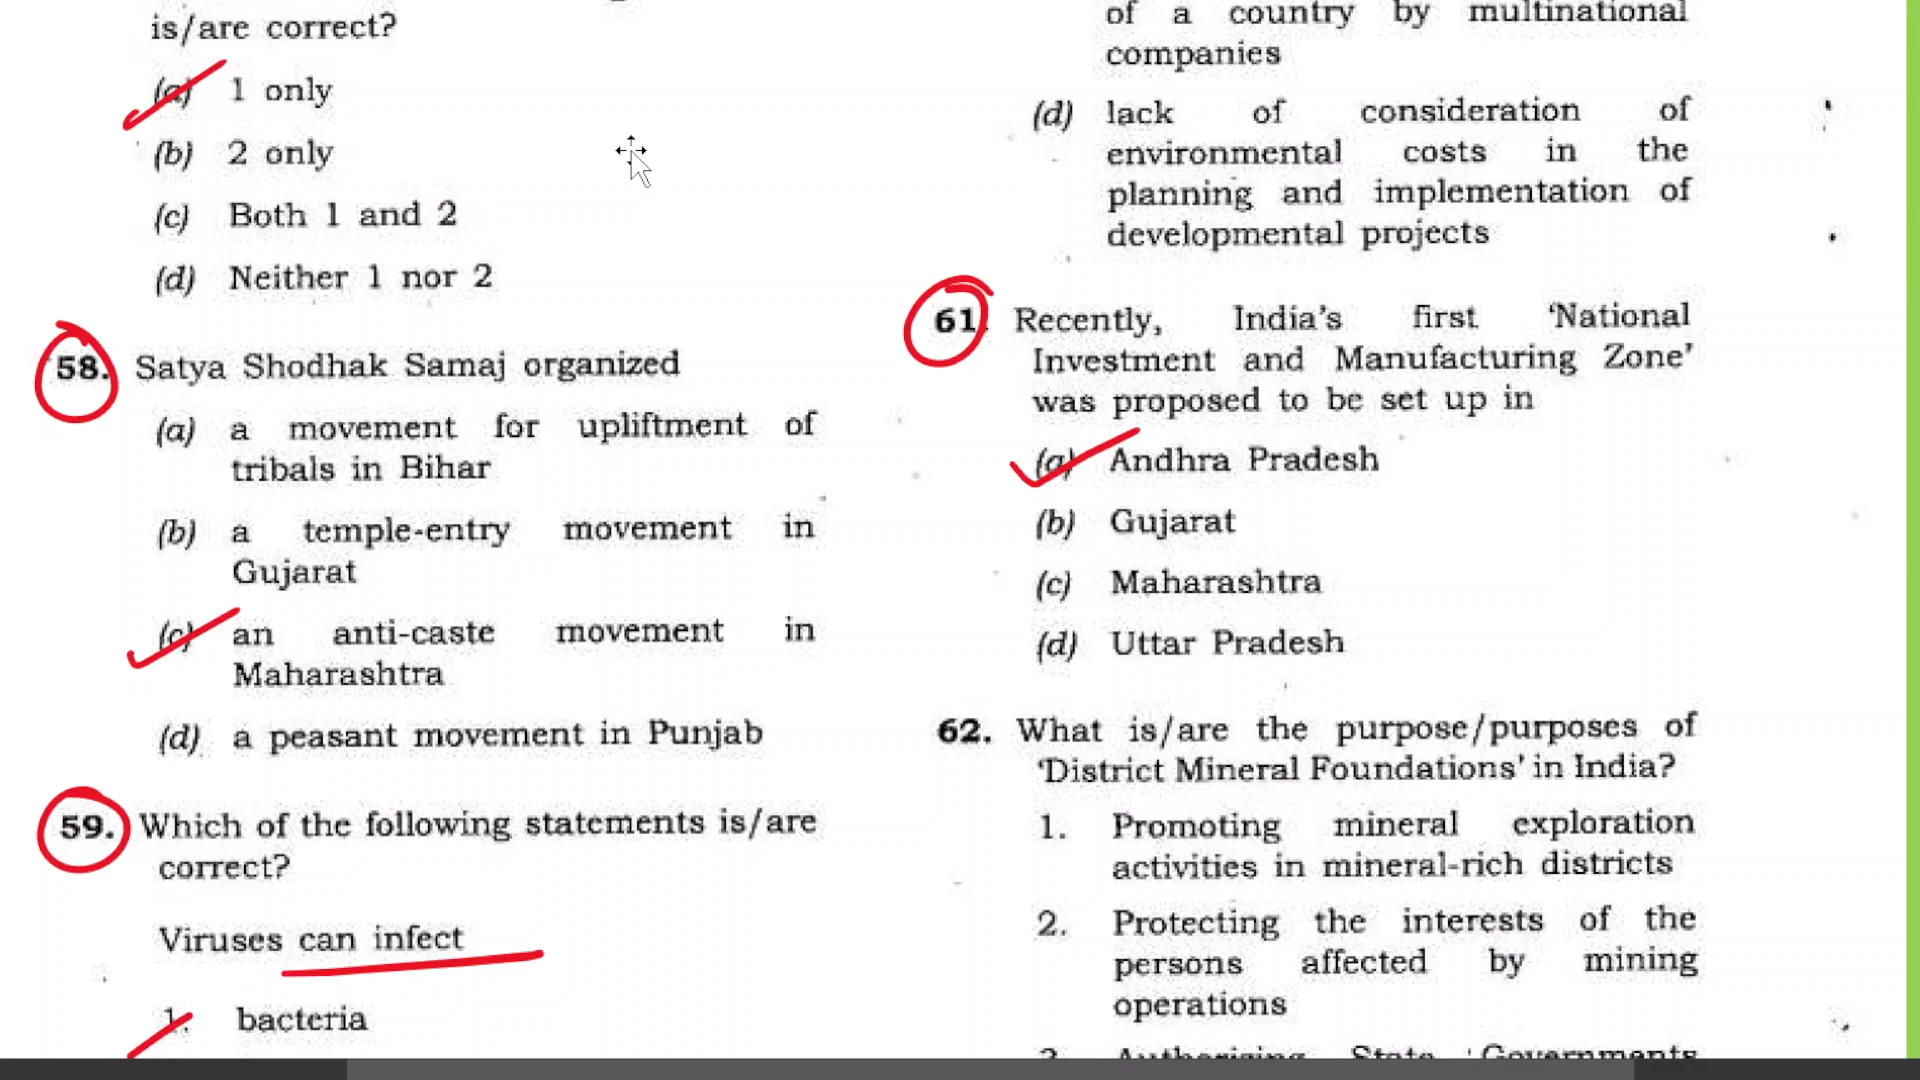 is/are correct?
(a) 1 only
(b) 2 only
(c) Both 1 and 2
(d) Neither 1 nor 2
58. Satya Shodhak Samaj organized
(a) a movement for upliftment of
tribals in Bihar
(b) a temple-entry movement in
Gujarat
(c) an anti-caste movement in
Maharashtra
(d) a peasant movement in Punjab
59. Which of the following statements is/are
correct?
Viruses can infect
1. bacteria
of a country by multinational
companies
(d) lack of consideration of
environmental costs in the
planning and implementation of
developmental projects
61. Recently, India's first 'National
Investment and Manufacturing Zone'
was proposed to be set up in
(a) Andhra Pradesh
(b) Gujarat
(c) Maharashtra
(d) Uttar Pradesh
62. What is/are the purpose/purposes of
'District Mineral Foundations' in India?
1. Promoting mineral exploration
activities in mineral-rich districts
2. Protecting the interests of the
persons affected by mining
operations
3. Authorizing State Governments